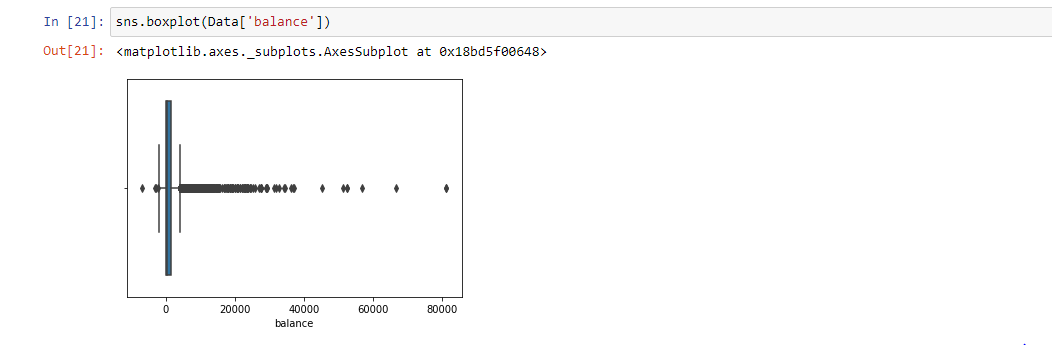 In [21]: sns.boxplot(Data['balance'])
Out[21]: <matplotlib.axes._subplots.AxesSubplot at 0x18bd5f00648>
0 20000 40000 60000 80000
balance